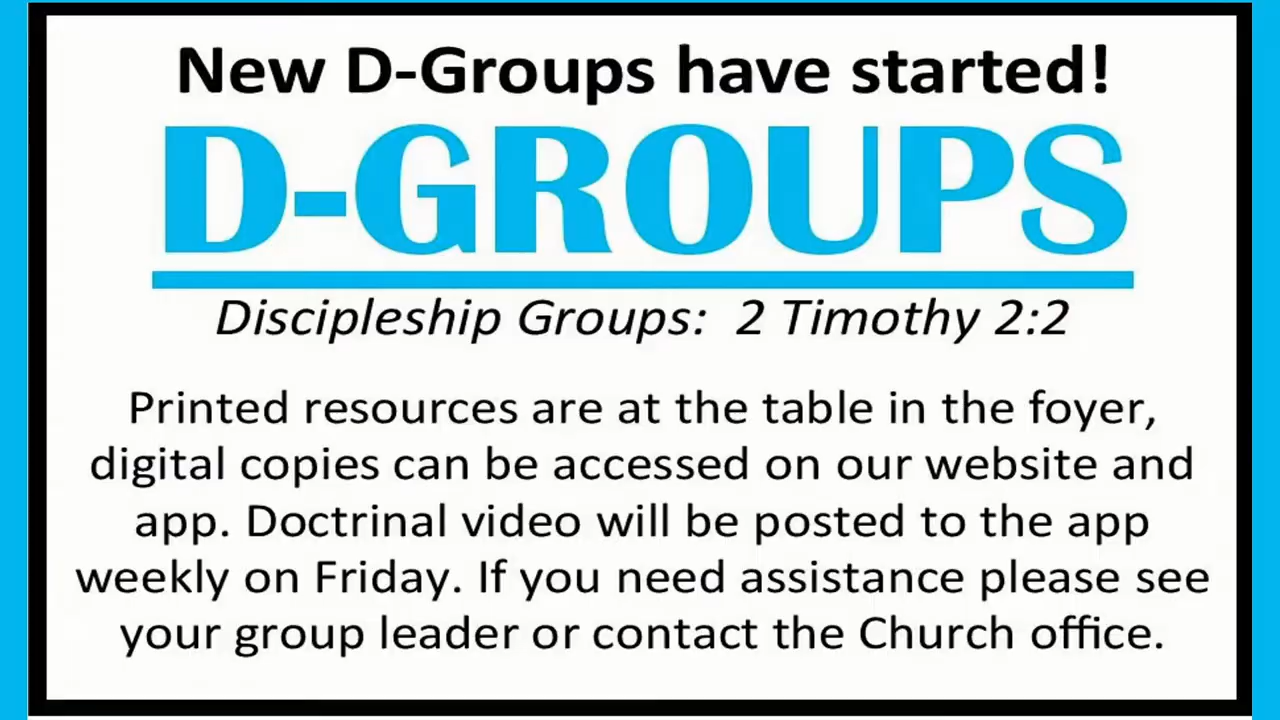 New D-Groups have started!
D-GROUPS
Discipleship Groups:  2 Timothy 2:2
Printed resources are at the table in the foyer,
digital copies can be accessed on our website and
app. Doctrinal video will be posted to the app
weekly on Friday. If you need assistance please see
your group leader or contact the Church office.